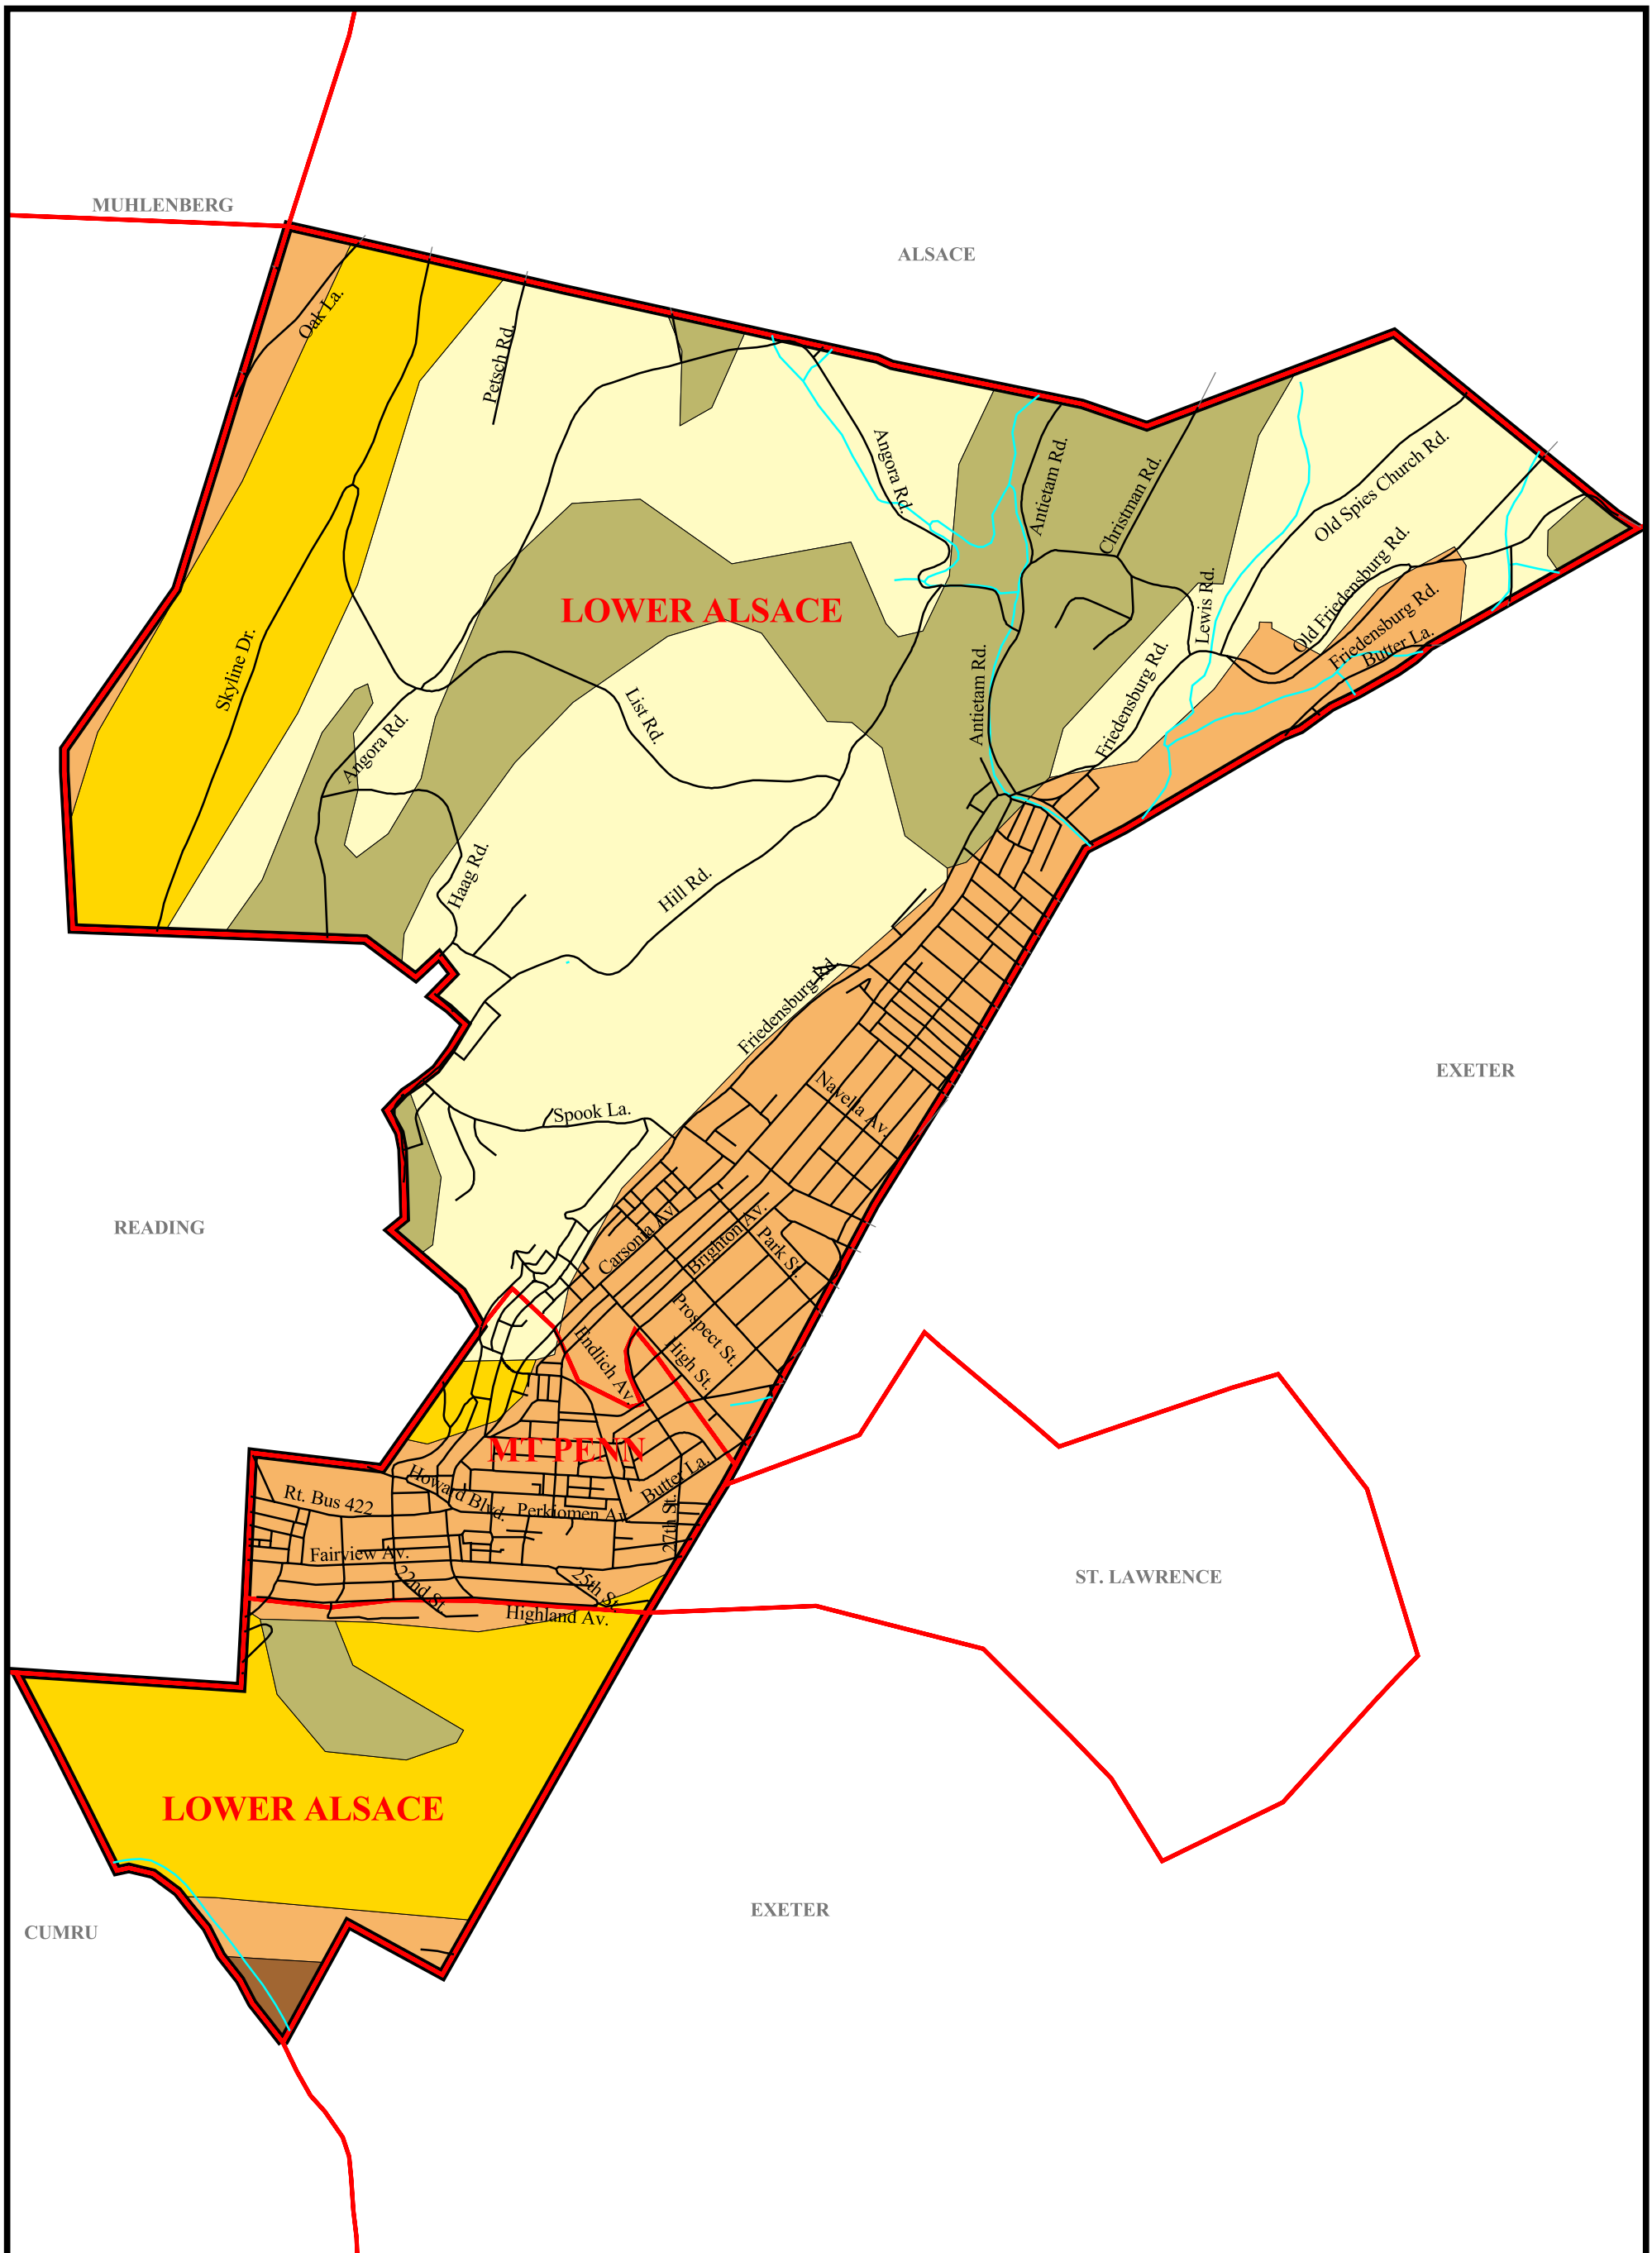 MUHLENBERG
ALSACE
Oak La.
Petsch Rd.
Angora Rd.
Antietam Rd.
Christman Rd.
Old Spies Church Rd.
Old Friedensburg Rd.
LOWER ALSACE
Lewis Rd.
Friedensburg Rd.
Butter La.
Skyline Dr.
List Rd.
Antietam Rd.
Friedensburg Rd.
Angora Rd.
Haag Rd.
Hill Rd.
Friedensburg Rd.
EXETER
Navella Av.
Spook La.
READING
Carsonia Av.
Brighton Av.
Park St.
Prospect St.
High St.
Endlich Av.
MT PENN
Howard Blvd.
Butter La.
Rt. Bus 422
Perkiomen Av.
27th St.
Fairview Av.
22nd St.
25th St.
ST. LAWRENCE
Highland Av.
LOWER ALSACE
EXETER
CUMRU